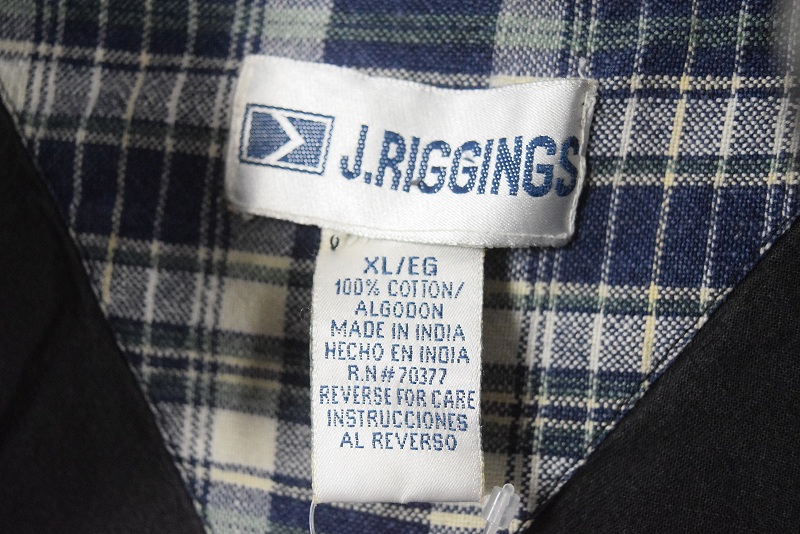 J.RIGGINGS
XL/EG
100% COTTON/
ALGODON
MADE IN INDIA
HECHO EN INDIA
R.N#70377
REVERSE FOR CARE
INSTRUCCIONES
AL REVERSO